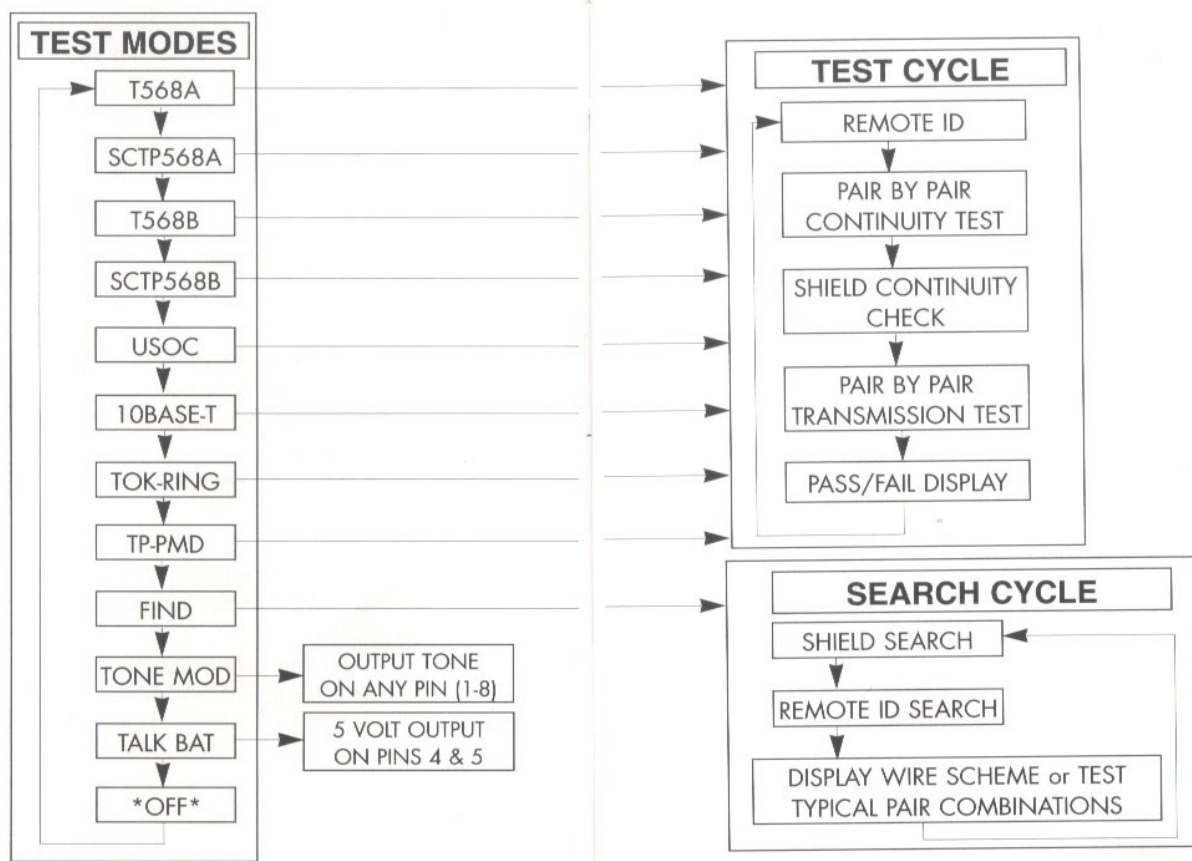 TEST MODES
T568A
SCTP568A
T568B
SCTP568B
USOC
10BASE-T
TOK-RING
TP-PMD
FIND
TONE MOD
OUTPUT TONE
ON ANY PIN (1-8)
TALK BAT
5 VOLT OUTPUT
ON PINS 4 & 5
*OFF*
TEST CYCLE
REMOTE ID
PAIR BY PAIR
CONTINUITY TEST
SHIELD CONTINUITY
CHECK
PAIR BY PAIR
TRANSMISSION TEST
PASS/FAIL DISPLAY
SEARCH CYCLE
SHIELD SEARCH
REMOTE ID SEARCH
DISPLAY WIRE SCHEME or TEST
TYPICAL PAIR COMBINATIONS